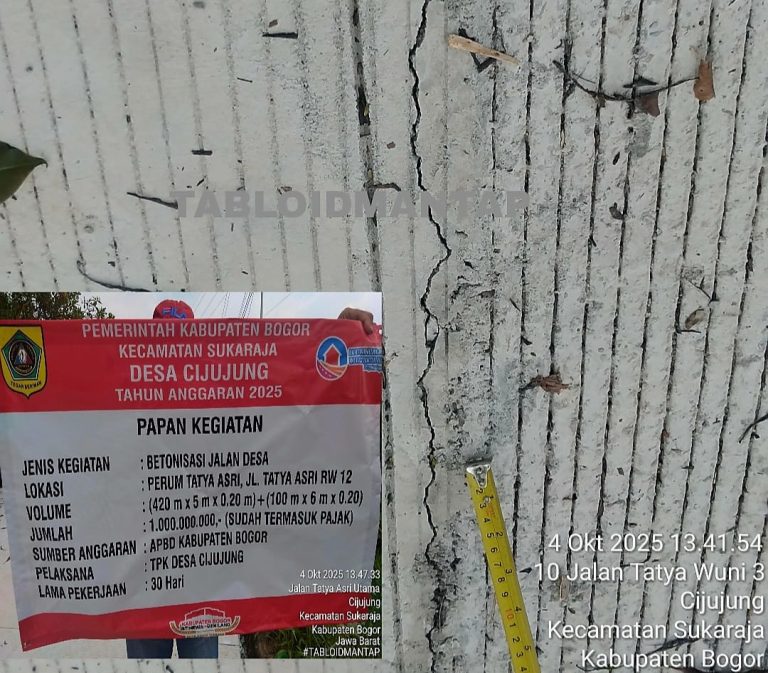 TABLOIDMANTAP
PEMERINTAH KABUPATEN BOGOR
KECAMATAN SUKARAJA
DESA CIJUJUNG
TAHUN ANGGARAN 2025
PAPAN KEGIATAN
JENIS KEGIATAN : BETONISASI JALAN DESA
LOKASI : PERUM TATYA ASRI, JL. TATYA ASRI RW 12
VOLUME : (420 m x 5 m x 0.20 m)+(100 m x 6 m x 0.20)
JUMLAH : 1.000.000.000,- (SUDAH TERMASUK PAJAK)
SUMBER ANGGARAN : APBD KABUPATEN BOGOR
PELAKSANA : TPK DESA CIJUJUNG
LAMA PEKERJAAN : 30 Hari
KABUPATEN BOGOR
4 Okt 2025 13.47.33
Jalan Tatya Asri Utama
Cijujung
Kecamatan Sukaraja
Kabupaten Bogor
Jawa Barat
#TABLOIDMANTAP
4 Okt 2025 13.41.54
10 Jalan Tatya Wuni 3
Cijujung
Kecamatan Sukaraja
Kabupaten Bogor